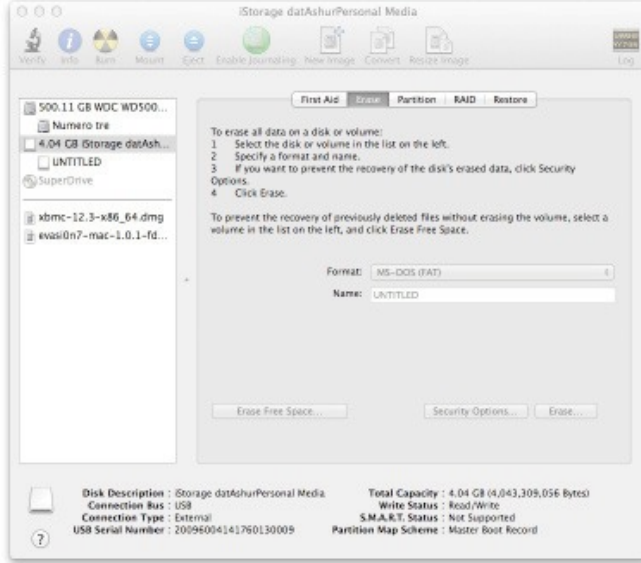 iStorage datAshurPersonal Media
Verify Info Burn Mount Eject Enable Journaling New Image Convert Resize Image Log
First Aid Erase Partition RAID Restore
500.11 GB WDC WD500...
Numero tre
4.04 GB iStorage datAsh...
UNTITLED
SuperDrive
xbmc-12.3-x86_64.dmg
evasi0n7-mac-1.0.1-fd...
To erase all data on a disk or volume:
1 Select the disk or volume in the list on the left.
2 Specify a format and name.
3 If you want to prevent the recovery of the disk's erased data, click Security
Options.
4 Click Erase.
To prevent the recovery of previously deleted files without erasing the volume, select a
volume in the list on the left, and click Erase Free Space.
Format: MS-DOS (FAT)
Name: UNTITLED
Erase Free Space... Security Options... Erase...
Disk Description : iStorage datAshurPersonal Media Total Capacity : 4.04 GB (4,043,309,056 Bytes)
Connection Bus : USB Write Status : Read/Write
Connection Type : External S.M.A.R.T. Status : Not Supported
USB Serial Number : 20096004141760130009 Partition Map Scheme : Master Boot Record
?